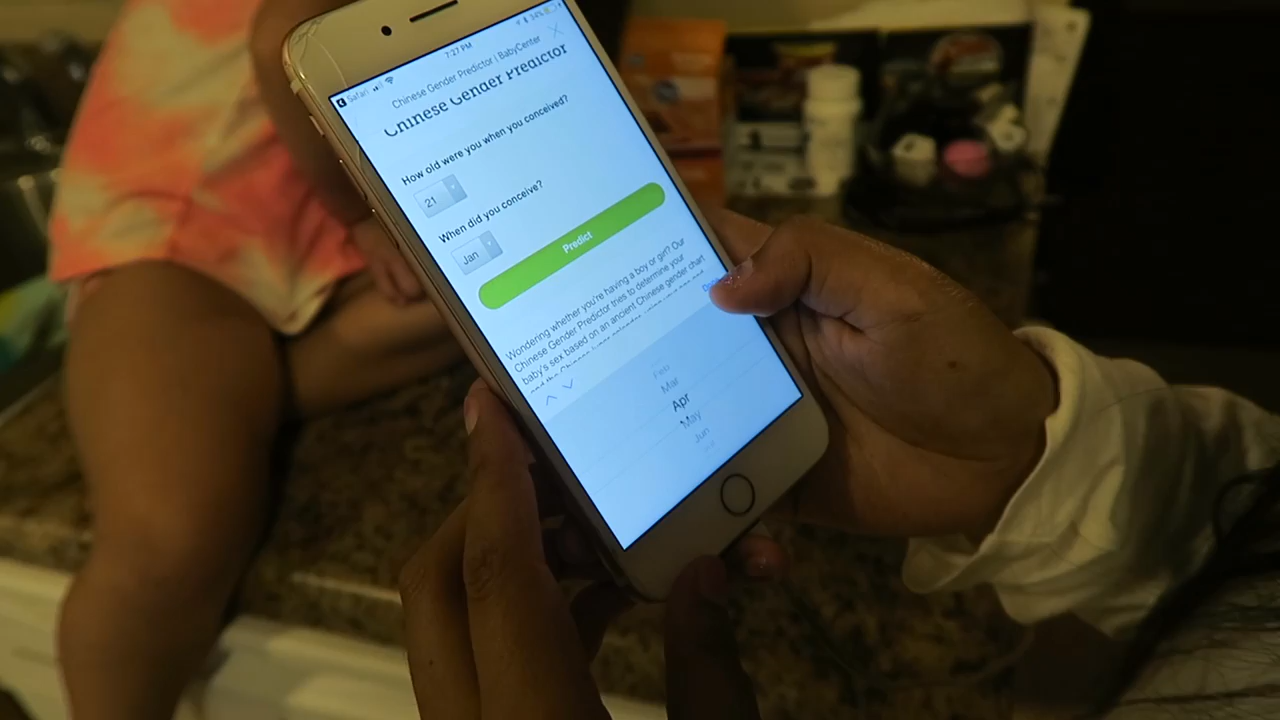 Safari 7:27 PM 34%
Chinese Gender Predictor | BabyCenter
Chinese Gender Predictor
How old were you when you conceived?
21
When did you conceive?
Jan
Predict
Wondering whether you're having a boy or girl? Our
Chinese Gender Predictor tries to determine your
baby's sex based on an ancient Chinese gender chart
Feb
Mar
Apr
May
Jun